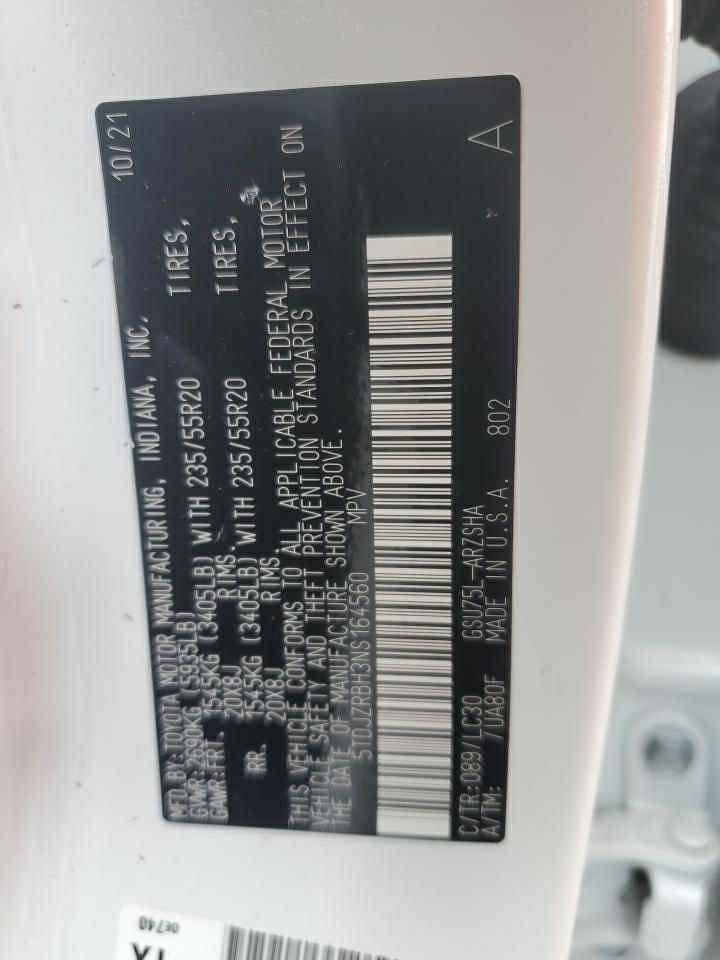 MFD. BY: TOYOTA MOTOR MANUFACTURING, INDIANA, INC. 10/21
GVWR: 2690KG (5935LB)
GAWR: FRT. 1545KG (3405LB) WITH 235/55R20 TIRES,
20X8J RIMS.
RR. 1545KG (3405LB) WITH 235/55R20 TIRES,
20X8J RIMS.
THIS VEHICLE CONFORMS TO ALL APPLICABLE FEDERAL MOTOR
VEHICLE SAFETY AND THEFT PREVENTION STANDARDS IN EFFECT ON
THE DATE OF MANUFACTURE SHOWN ABOVE.
5TDJZRBH3NS164560 MPV
C/TR: 089/LC30 GSU75L-ARZSHA
A/TM: /UA80F MADE IN U.S.A. 802 A
0E740